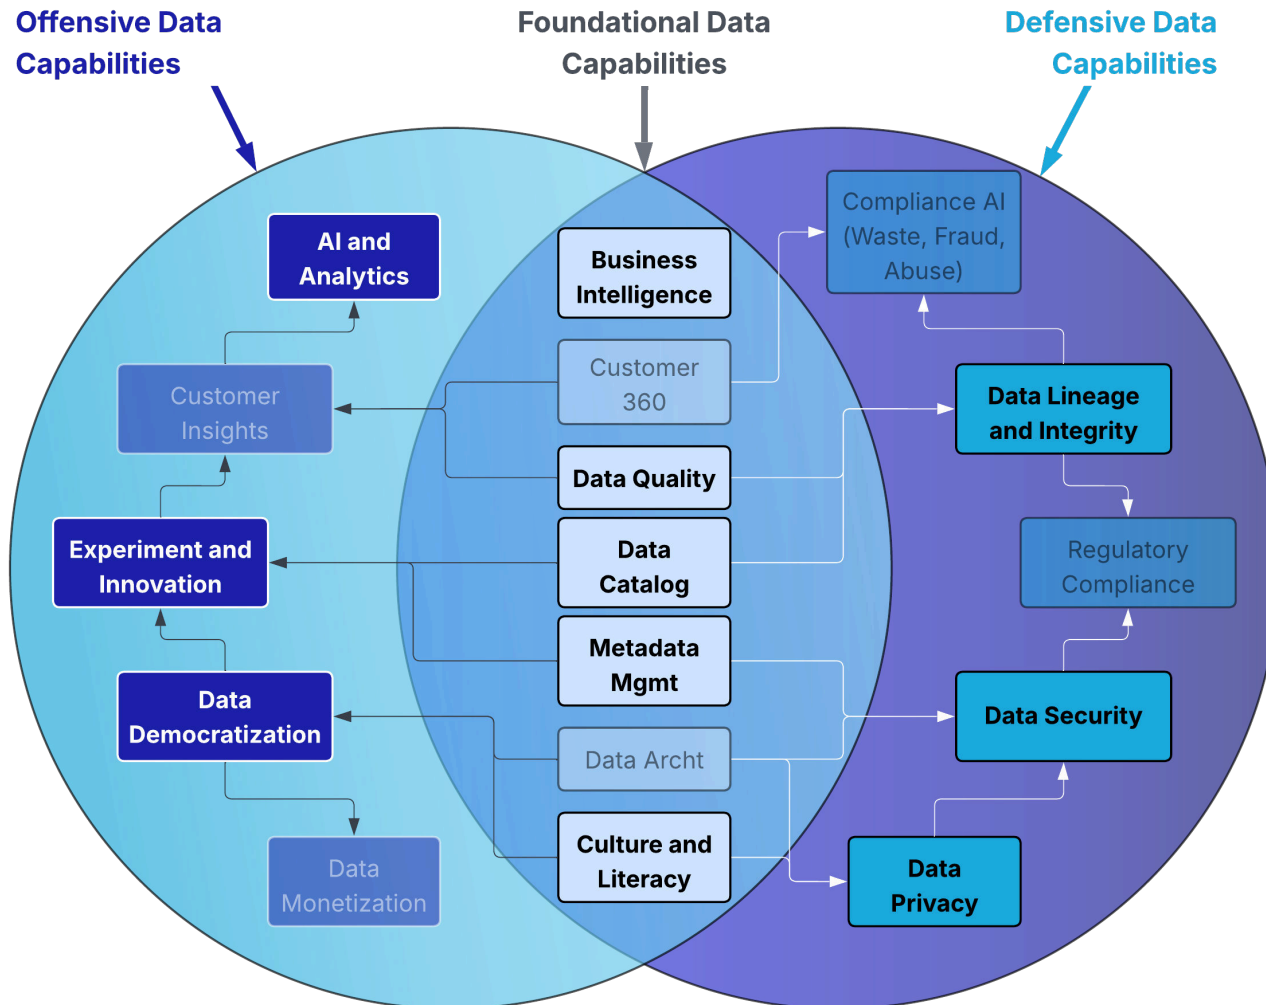 Offensive Data
Capabilities
Foundational Data
Capabilities
Defensive Data
Capabilities
AI and
Analytics
Customer
Insights
Experiment and
Innovation
Data
Democratization
Data
Monetization
Business
Intelligence
Customer
360
Data Quality
Data
Catalog
Metadata
Mgmt
Data Archt
Culture and
Literacy
Compliance AI
(Waste, Fraud,
Abuse)
Data Lineage
and Integrity
Regulatory
Compliance
Data Security
Data
Privacy